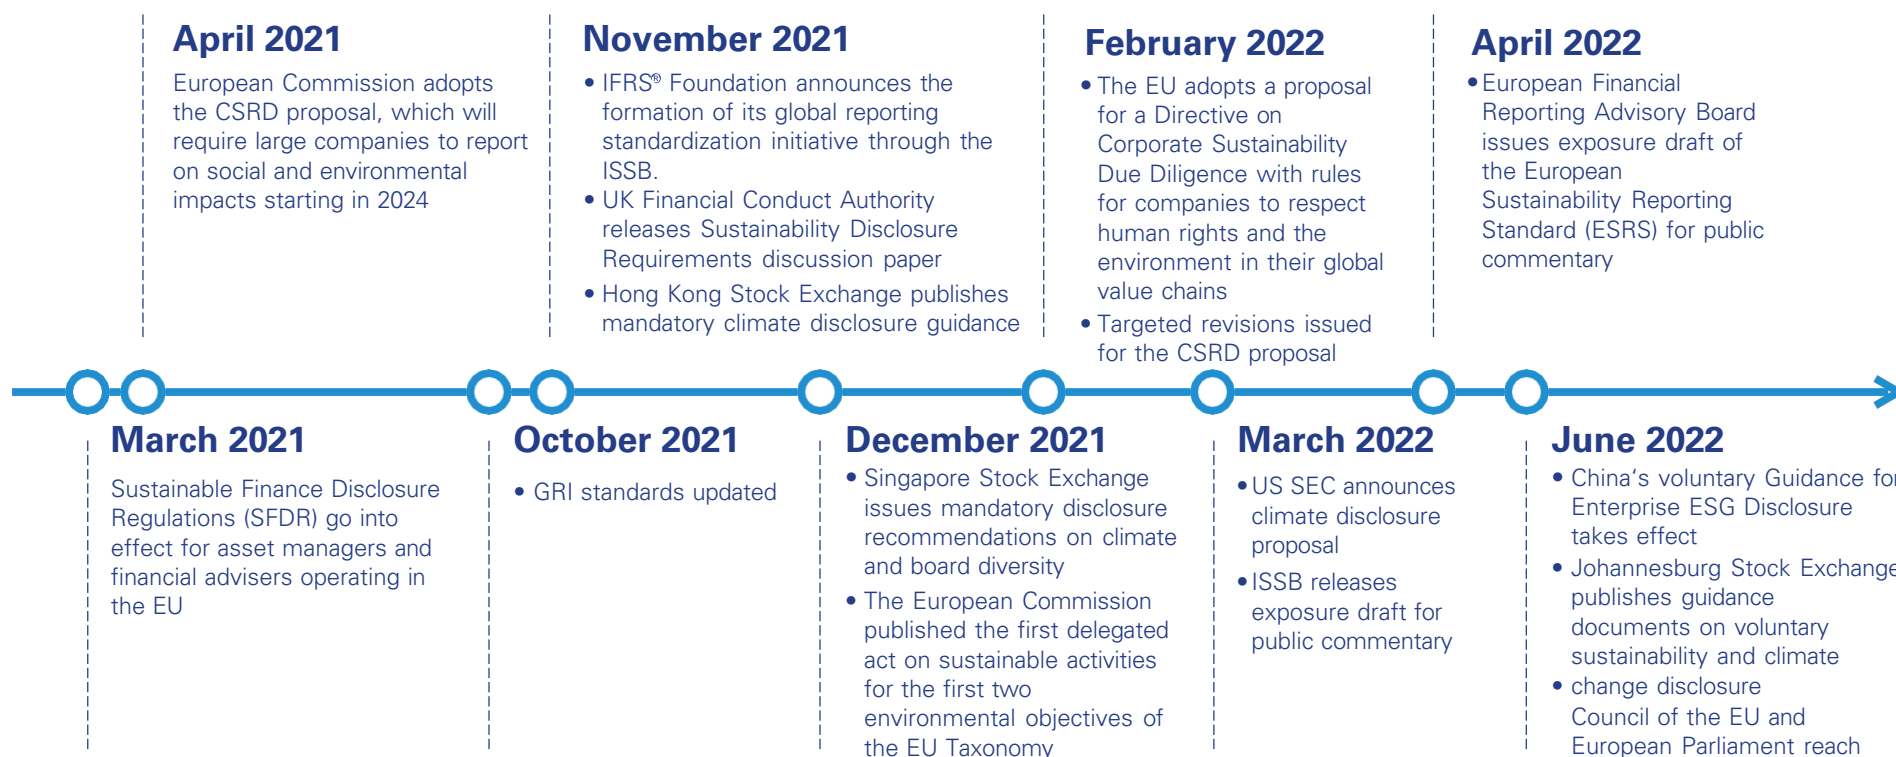 April 2021
European Commission adopts
the CSRD proposal, which will
require large companies to report
on social and environmental
impacts starting in 2024
November 2021
• IFRS® Foundation announces the
formation of its global reporting
standardization initiative through the
ISSB.
• UK Financial Conduct Authority
releases Sustainability Disclosure
Requirements discussion paper
• Hong Kong Stock Exchange publishes
mandatory climate disclosure guidance
February 2022
• The EU adopts a proposal
for a Directive on
Corporate Sustainability
Due Diligence with rules
for companies to respect
human rights and the
environment in their global
value chains
• Targeted revisions issued
for the CSRD proposal
April 2022
• European Financial
Reporting Advisory Board
issues exposure draft of
the European
Sustainability Reporting
Standard (ESRS) for public
commentary
March 2021
Sustainable Finance Disclosure
Regulations (SFDR) go into
effect for asset managers and
financial advisers operating in
the EU
October 2021
• GRI standards updated
December 2021
• Singapore Stock Exchange
issues mandatory disclosure
recommendations on climate
and board diversity
• The European Commission
published the first delegated
act on sustainable activities
for the first two
environmental objectives of
the EU Taxonomy
March 2022
• US SEC announces
climate disclosure
proposal
• ISSB releases
exposure draft for
public commentary
June 2022
• China's voluntary Guidance for
Enterprise ESG Disclosure
takes effect
• Johannesburg Stock Exchange
publishes guidance
documents on voluntary
sustainability and climate
• change disclosure
Council of the EU and
European Parliament reach